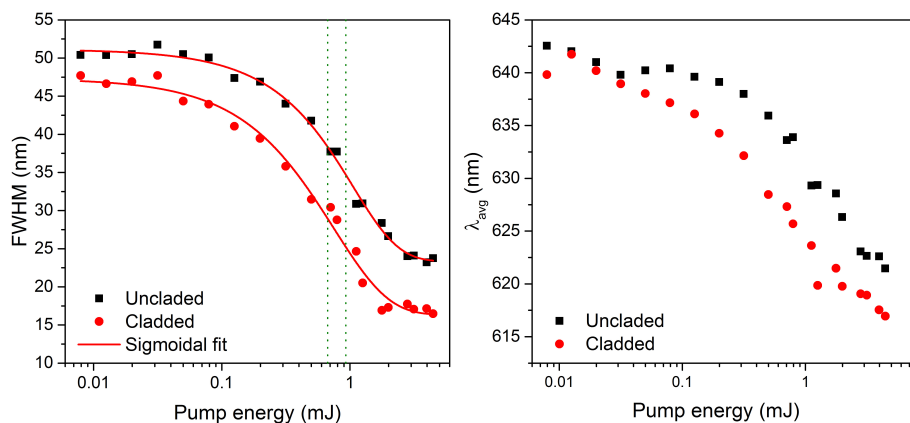 55
50
45
40
35
30
25
20
15
10
FWHM (nm)
Uncladed
Cladded
Sigmoidal fit
0.01
0.1
1
Pump energy (mJ)
645
640
635
630
625
620
615
λavg (nm)
Uncladed
Cladded
0.01
0.1
1
Pump energy (mJ)